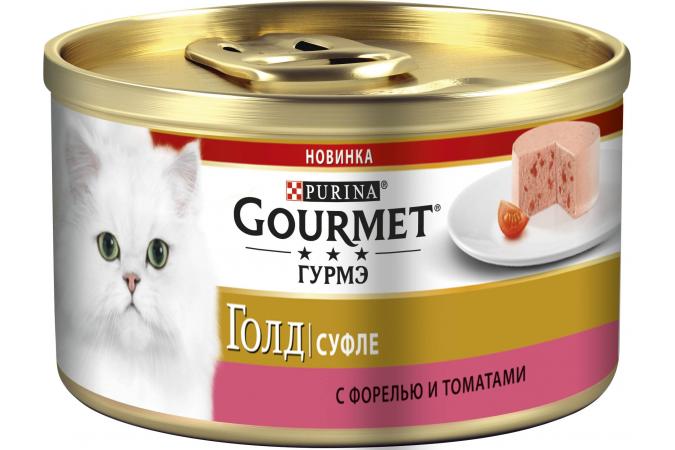 НОВИНКА
PURINA®
GOURMET®
ГУРМЭ
Голд | СУФЛЕ
С ФОРЕЛЬЮ И ТОМАТАМИ